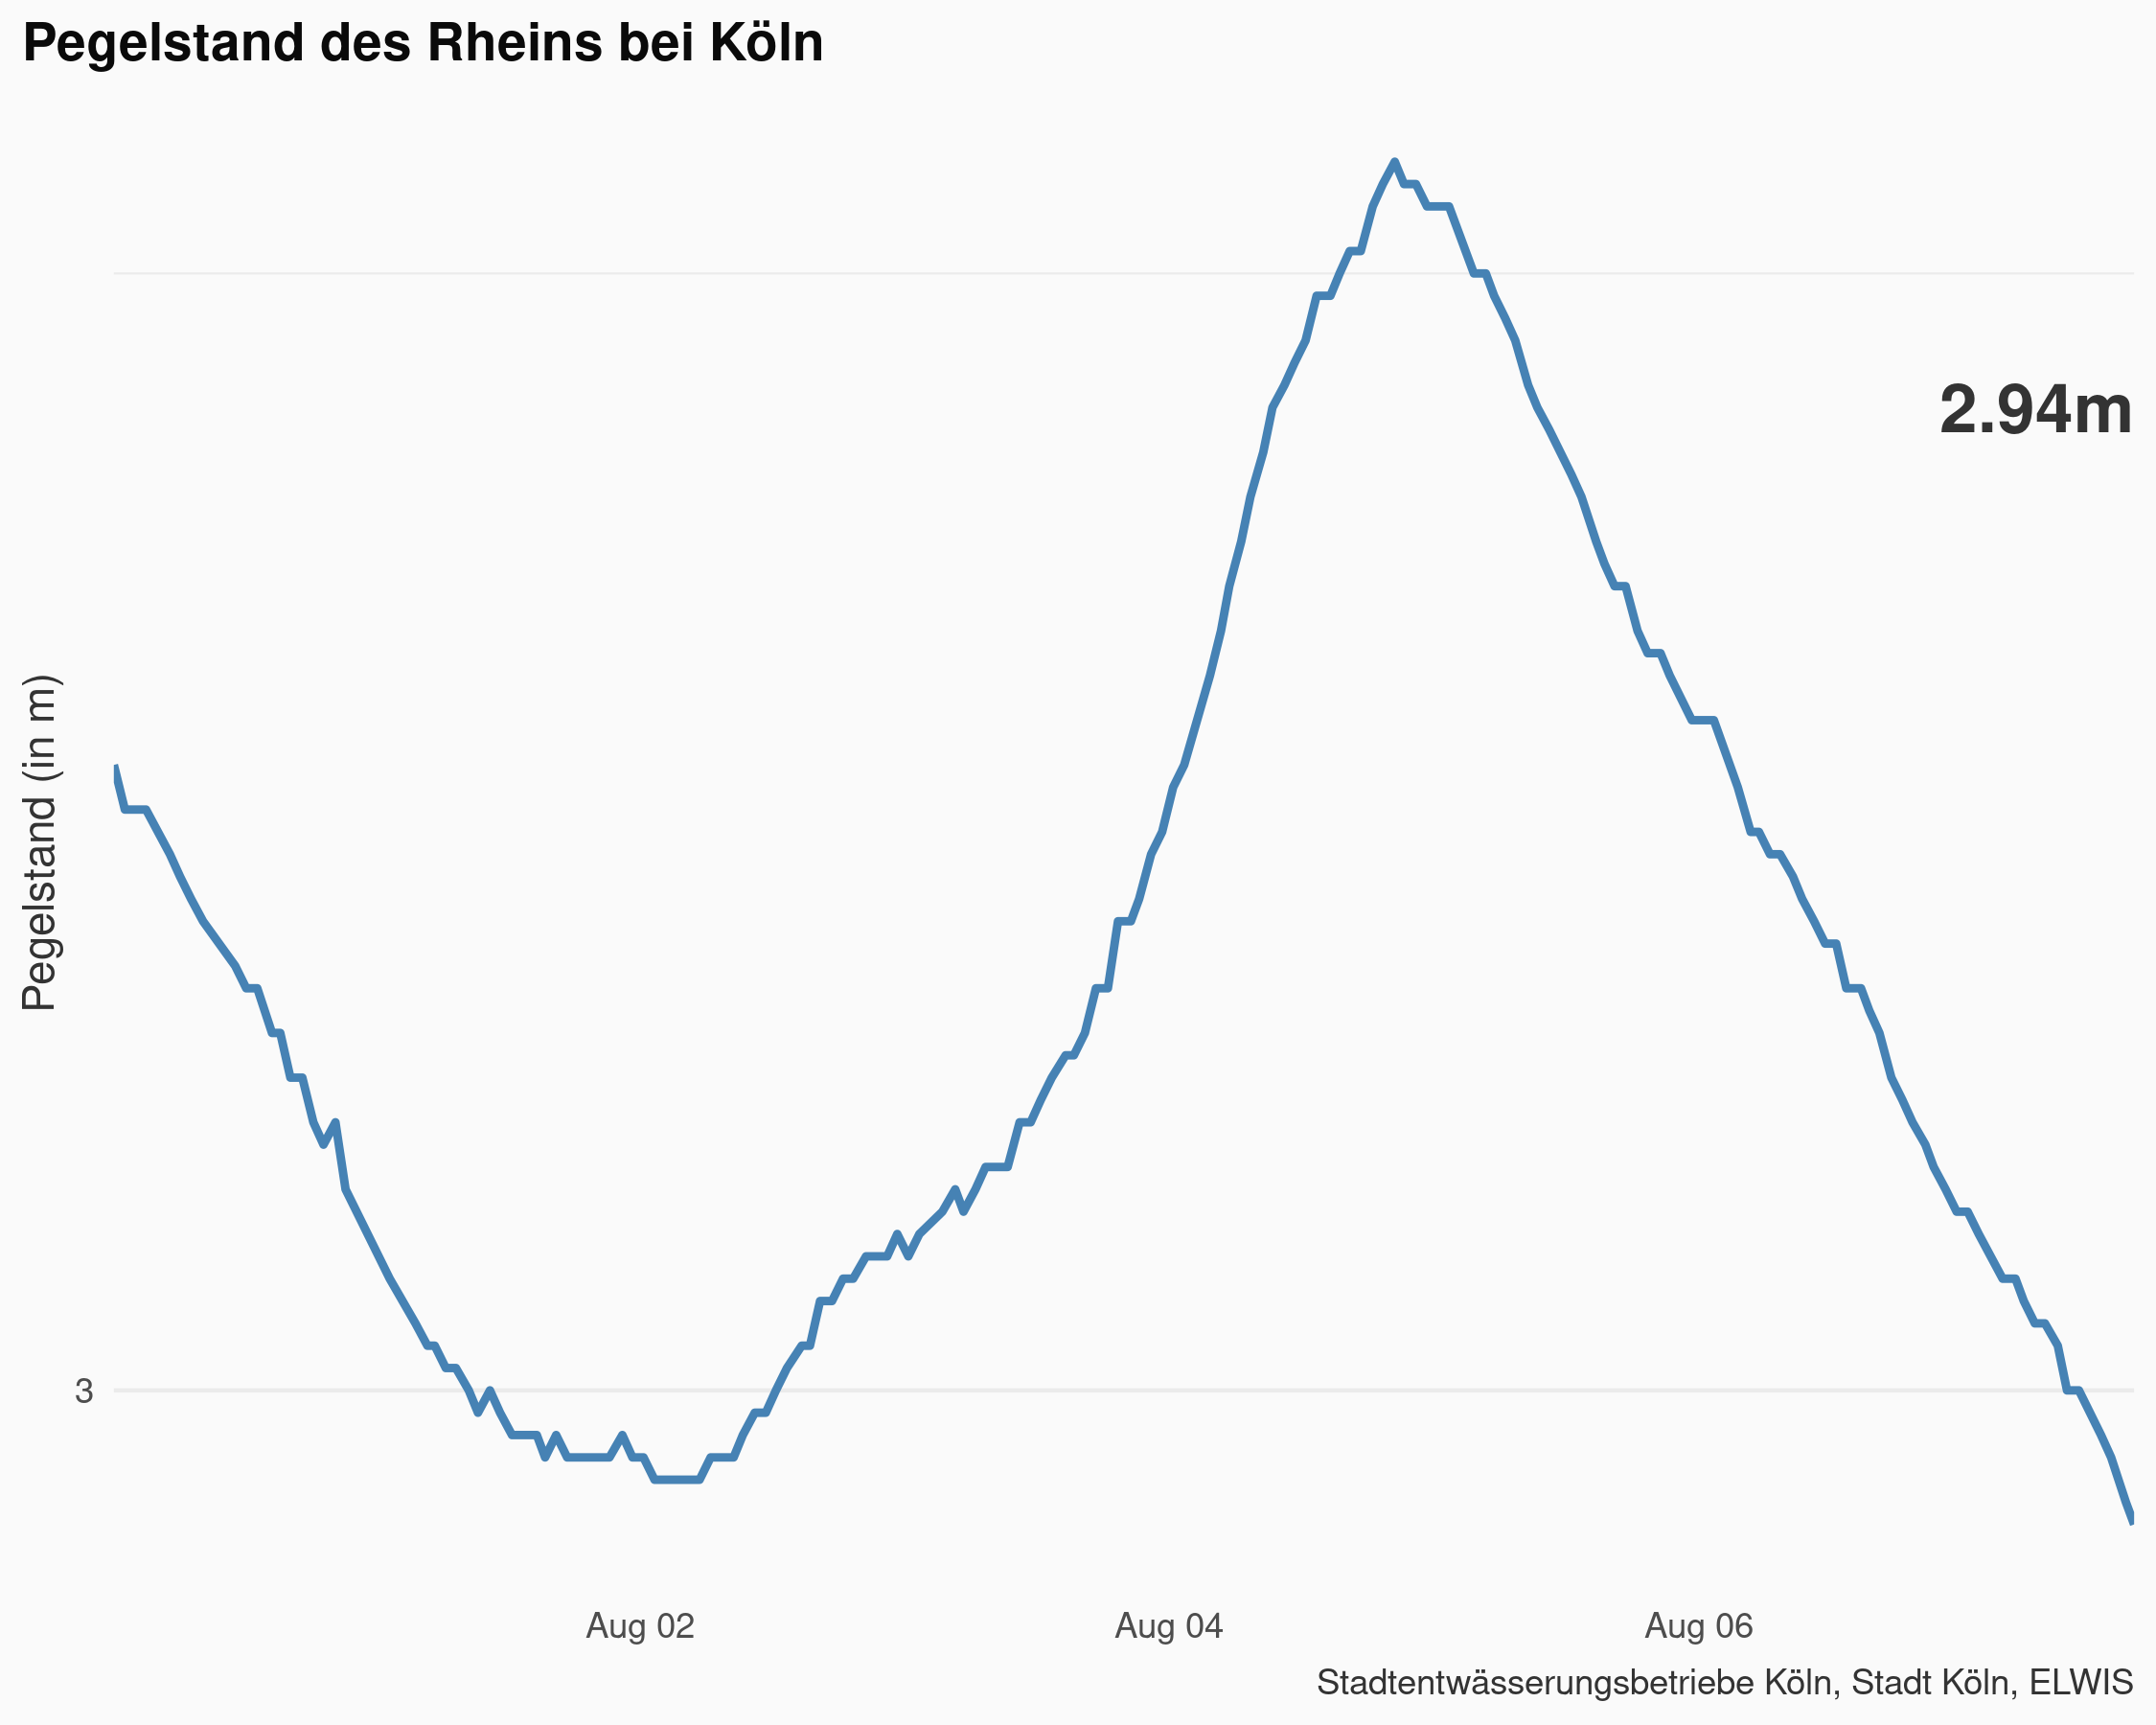 Pegelstand des Rheins bei Köln
2.94m
Pegelstand (in m)
3
Aug 02
Aug 04
Aug 06
Stadtentwässerungsbetriebe Köln, Stadt Köln, ELWIS